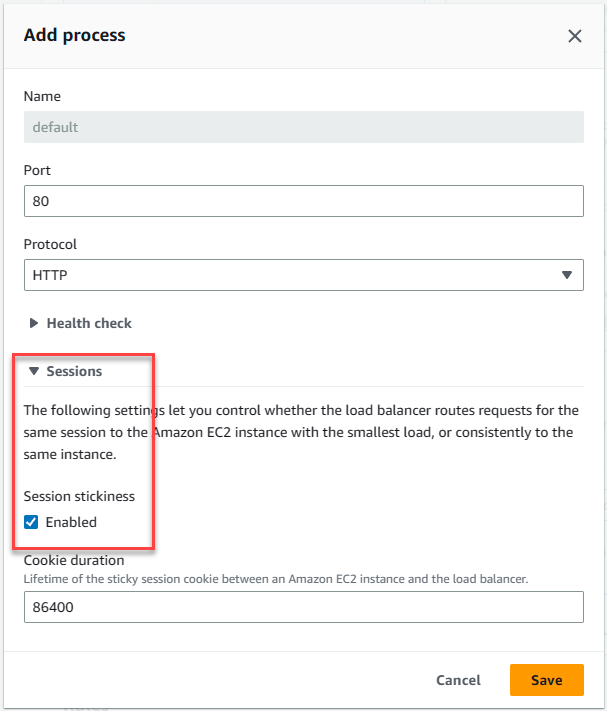 Add process
Name
default
Port
80
Protocol
HTTP
Health check
Sessions
The following settings let you control whether the load balancer routes requests for the
same session to the Amazon EC2 instance with the smallest load, or consistently to the
same instance.
Session stickiness
Enabled
Cookie duration
Lifetime of the sticky session cookie between an Amazon EC2 instance and the load balancer.
86400
Cancel
Save